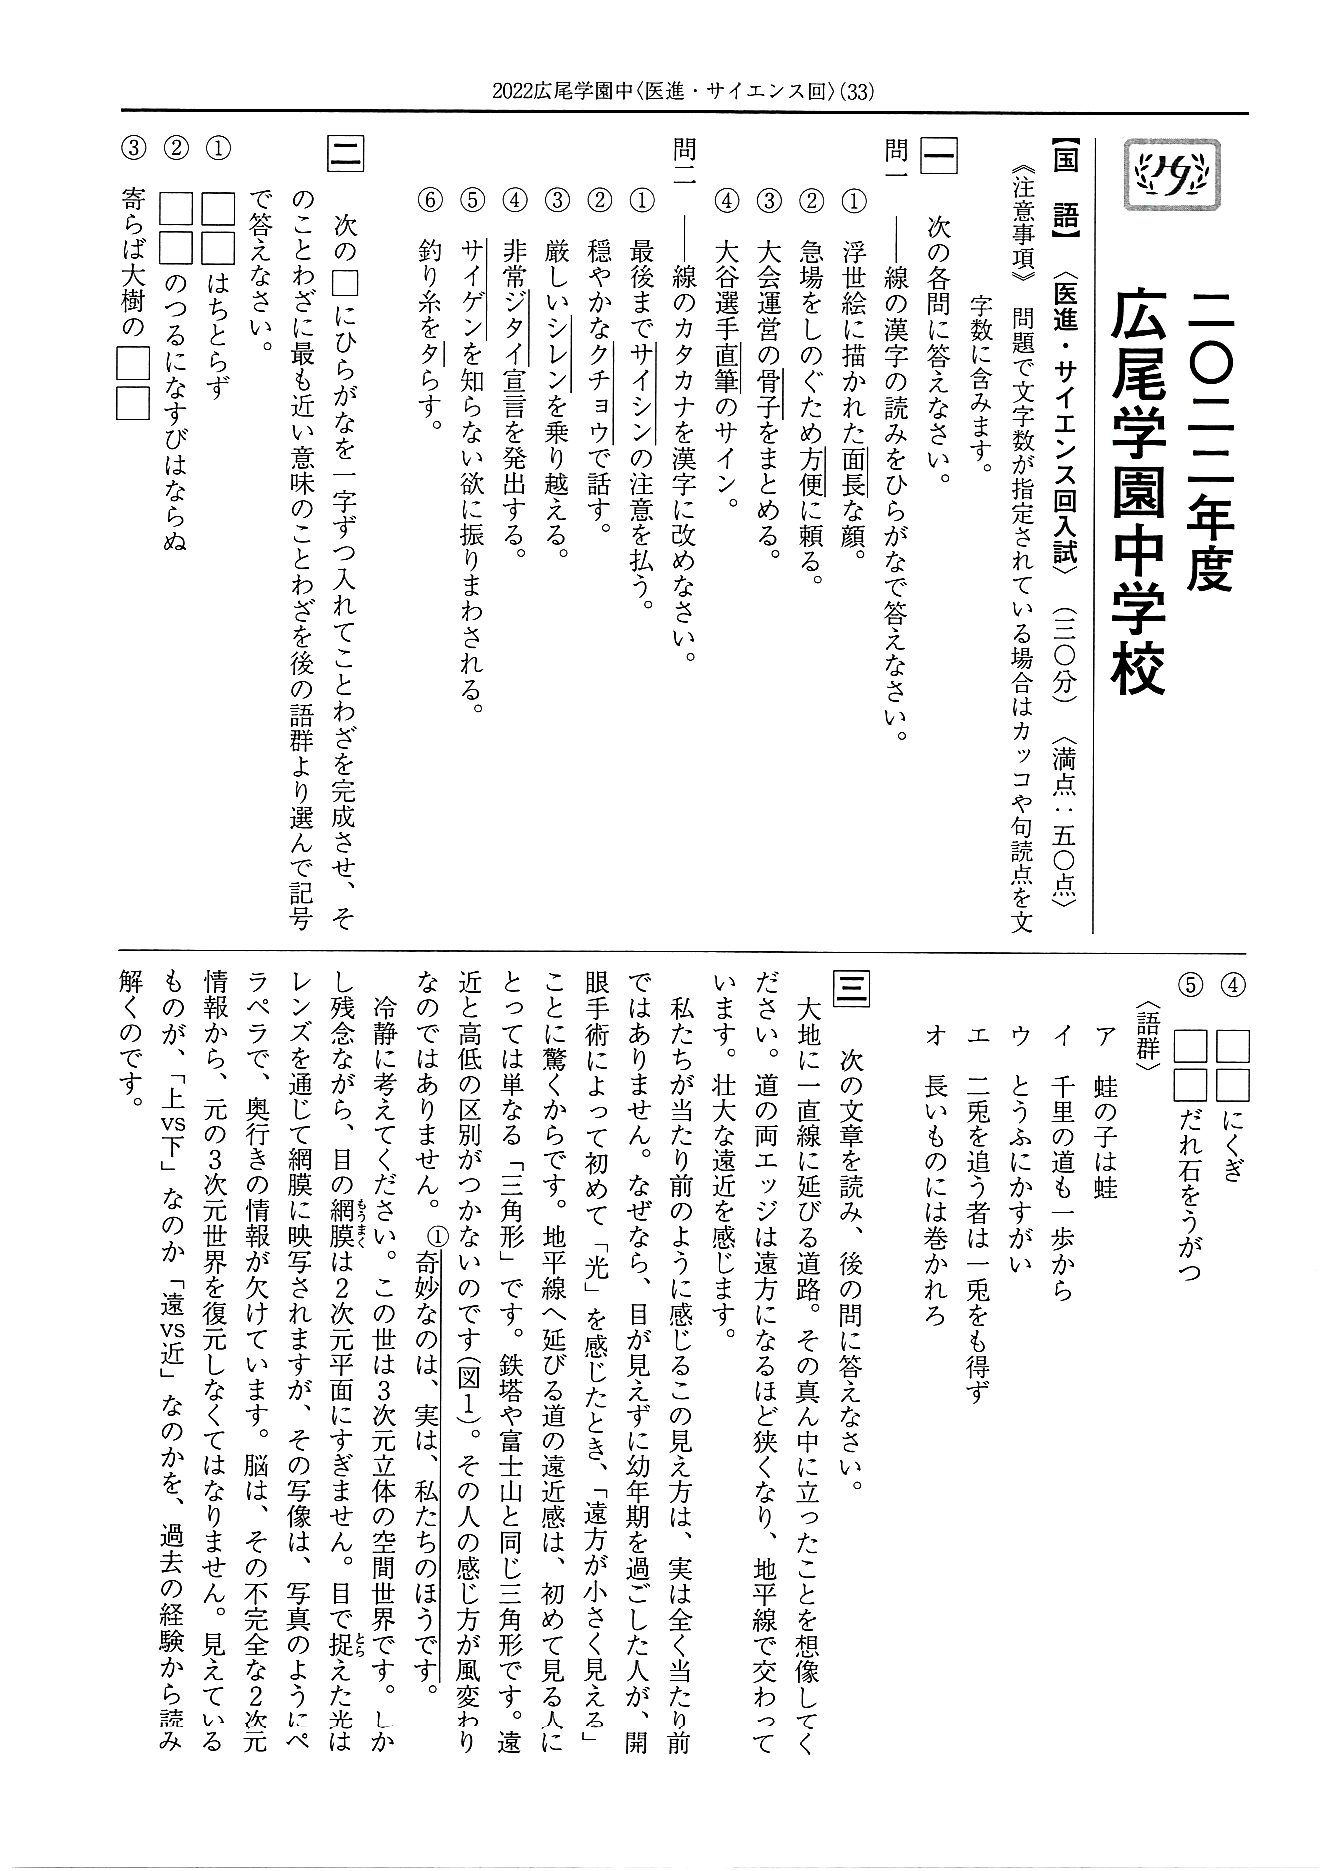 2022広尾学園中〈医進・サイエンス回〉(33)
二〇二二年度
広尾学園中学校
【国　語】〈医進・サイエンス回入試〉（三〇分）〈満点：五〇点〉
《注意事項》　問題で文字数が指定されている場合はカッコや句読点を文
字数に含みます。
一　次の各問に答えなさい。
問一　――線の漢字の読みをひらがなで答えなさい。
①　浮世絵に描かれた面長な顔。
②　急場をしのぐため方便に頼る。
③　大会運営の骨子をまとめる。
④　大谷選手直筆のサイン。
問二　――線のカタカナを漢字に改めなさい。
①　最後までサイシンの注意を払う。
②　穏やかなクチョウで話す。
③　厳しいシレンを乗り越える。
④　非常ジタイ宣言を発出する。
⑤　サイゲンを知らない欲に振りまわされる。
⑥　釣り糸をタらす。
二　次の□にひらがなを一字ずつ入れてことわざを完成させ、そ
のことわざに最も近い意味のことわざを後の語群より選んで記号
で答えなさい。
①　□□はちとらず
②　□□のつるになすびはならぬ
③　寄らば大樹の□□
④　□□にくぎ
⑤　□□だれ石をうがつ
〈語群〉
ア　蛙の子は蛙
イ　千里の道も一歩から
ウ　とうふにかすがい
エ　二兎を追う者は一兎をも得ず
オ　長いものには巻かれろ
三　次の文章を読み、後の問に答えなさい。
大地に一直線に延びる道路。その真ん中に立ったことを想像してく
ださい。道の両エッジは遠方になるほど狭くなり、地平線で交わって
います。壮大な遠近を感じます。
私たちが当たり前のように感じるこの見え方は、実は全く当たり前
ではありません。なぜなら、目が見えずに幼年期を過ごした人が、開
眼手術によって初めて「光」を感じたとき、「遠方が小さく見える」
ことに驚くからです。地平線へ延びる道の遠近感は、初めて見る人に
とっては単なる「三角形」です。鉄塔や富士山と同じ三角形です。遠
近と高低の区別がつかないのです（図１）。その人の感じ方が風変わり
なのではありません。①奇妙なのは、実は、私たちのほうです。
冷静に考えてください。この世は３次元立体の空間世界です。しか
し残念ながら、目の網膜（もうまく）は２次元平面にすぎません。目で捉（とら）えた光は
レンズを通じて網膜に映写されますが、その写像は、写真のようにペ
ラペラで、奥行きの情報が欠けています。脳は、その不完全な２次元
情報から、元の３次元世界を復元しなくてはなりません。見えている
ものが、「上vs下」なのか「遠vs近」なのかを、過去の経験から読み
解くのです。